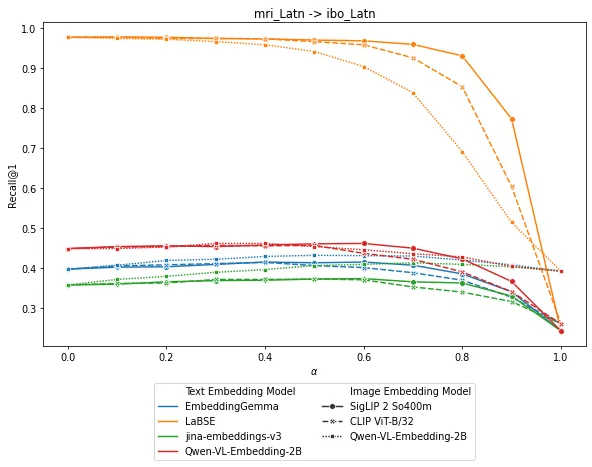 mri_Latn -> ibo_Latn
1.0
0.9
0.8
0.7
0.6
0.5
0.4
0.3
Recall@1
0.0 0.2 0.4 0.6 0.8 1.0
α
Text Embedding Model Image Embedding Model
EmbeddingGemma SigLIP 2 So400m
LaBSE CLIP ViT-B/32
jina-embeddings-v3 Qwen-VL-Embedding-2B
Qwen-VL-Embedding-2B